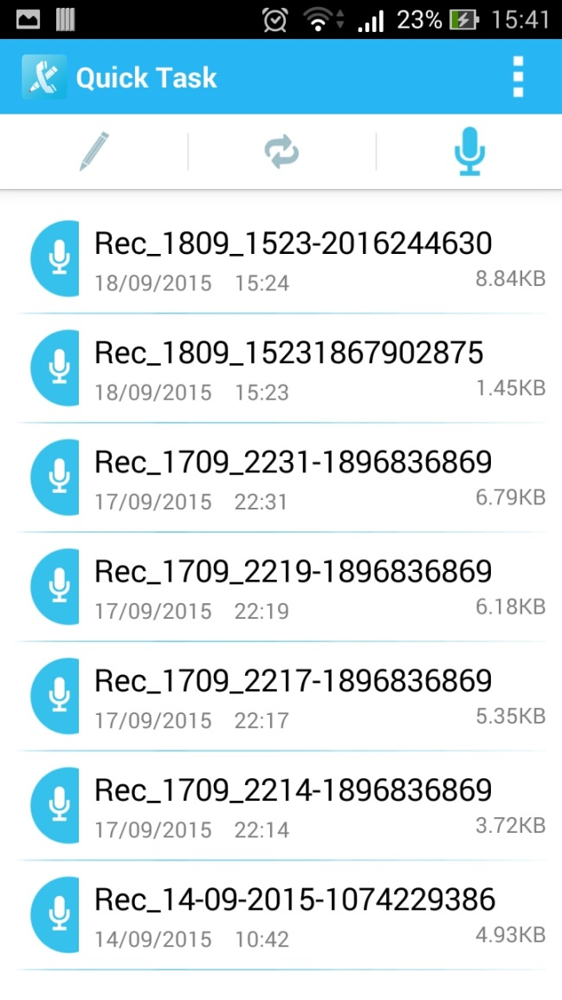 23% 15:41
Quick Task
Rec_1809_1523-2016244630
18/09/2015 15:24 8.84KB
Rec_1809_15231867902875
18/09/2015 15:23 1.45KB
Rec_1709_2231-1896836869
17/09/2015 22:31 6.79KB
Rec_1709_2219-1896836869
17/09/2015 22:19 6.18KB
Rec_1709_2217-1896836869
17/09/2015 22:17 5.35KB
Rec_1709_2214-1896836869
17/09/2015 22:14 3.72KB
Rec_14-09-2015-1074229386
14/09/2015 10:42 4.93KB